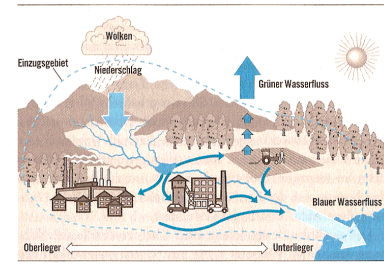 Wolken
Einzugsgebiet
Niederschlag
Grüner Wasserfluss
Blauer Wasserfluss
Oberlieger
Unterlieger